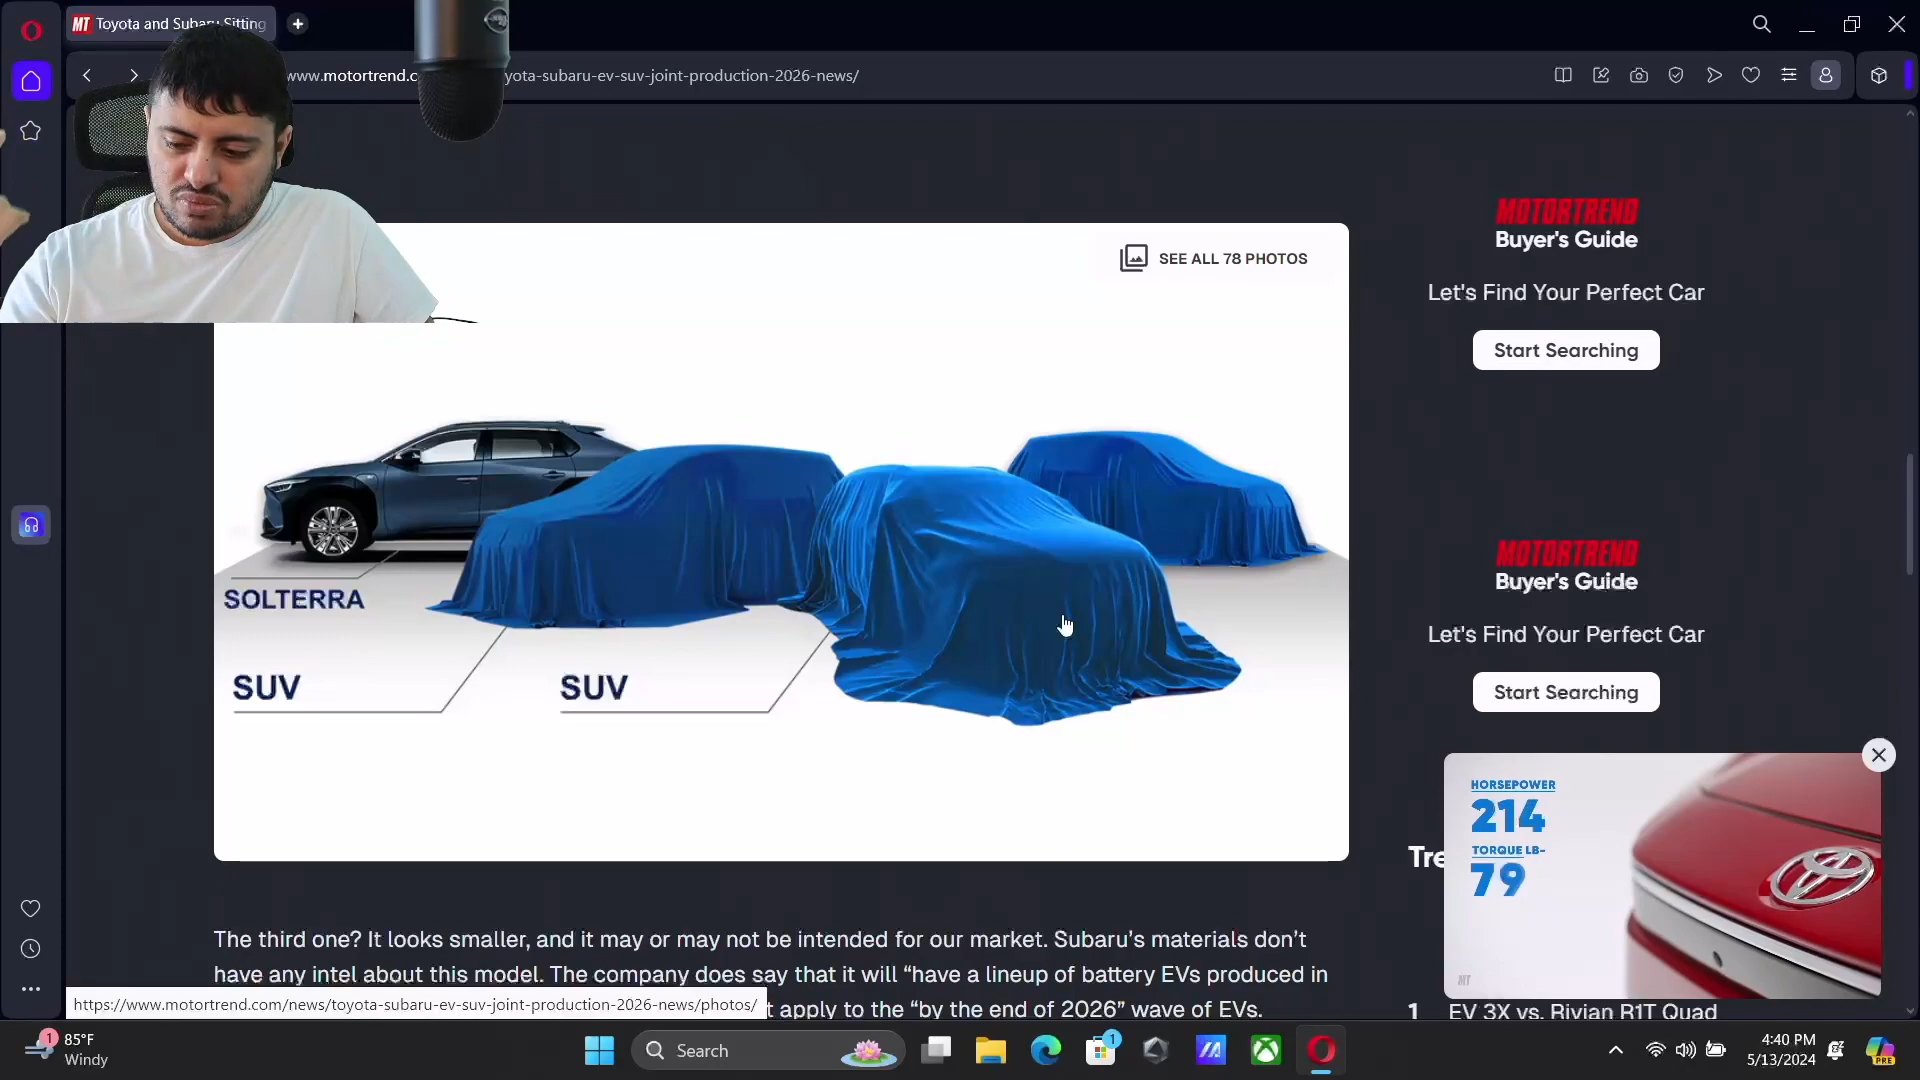 MT Toyota and Subaru Sitting
www.motortrend.c
yota-subaru-ev-suv-joint-production-2026-news/
SEE ALL 78 PHOTOS
SOLTERRA
SUV
SUV
MOTORTREND
Buyer's Guide
Let's Find Your Perfect Car
Start Searching
MOTORTREND
Buyer's Guide
Let's Find Your Perfect Car
Start Searching
HORSEPOWER
214
TORQUE LB-
79
MT
Tre
1 EV 3X vs. Rivian R1T Quad
The third one? It looks smaller, and it may or may not be intended for our market. Subaru’s materials don’t
have any intel about this model. The company does say that it will “have a lineup of battery EVs produced in
t apply to the “by the end of 2026” wave of EVs.
https://www.motortrend.com/news/toyota-subaru-ev-suv-joint-production-2026-news/photos/
1
85°F
Windy
Search
1
4:40 PM
5/13/2024
PRE